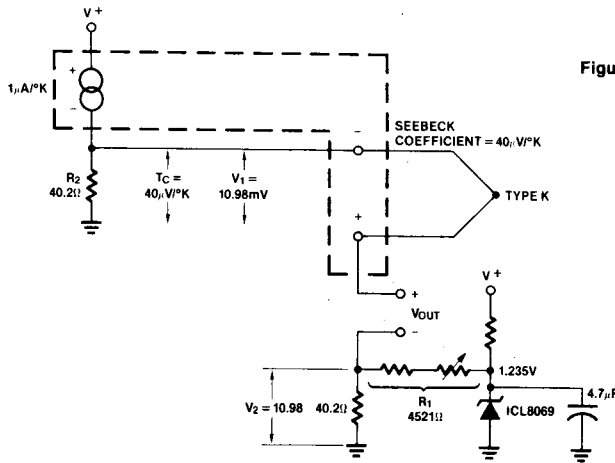 V+
Figu
1µA/°K
+
−
−
SEEBECK
COEFFICIENT = 40µV/°K
R2
40.2Ω
TC =
40µV/°K
V1 =
10.98mV
TYPE K
+
V+
+
VOUT
−
1.235V
V2 = 10.98
40.2Ω
R1
4521Ω
ICL8069
4.7µF